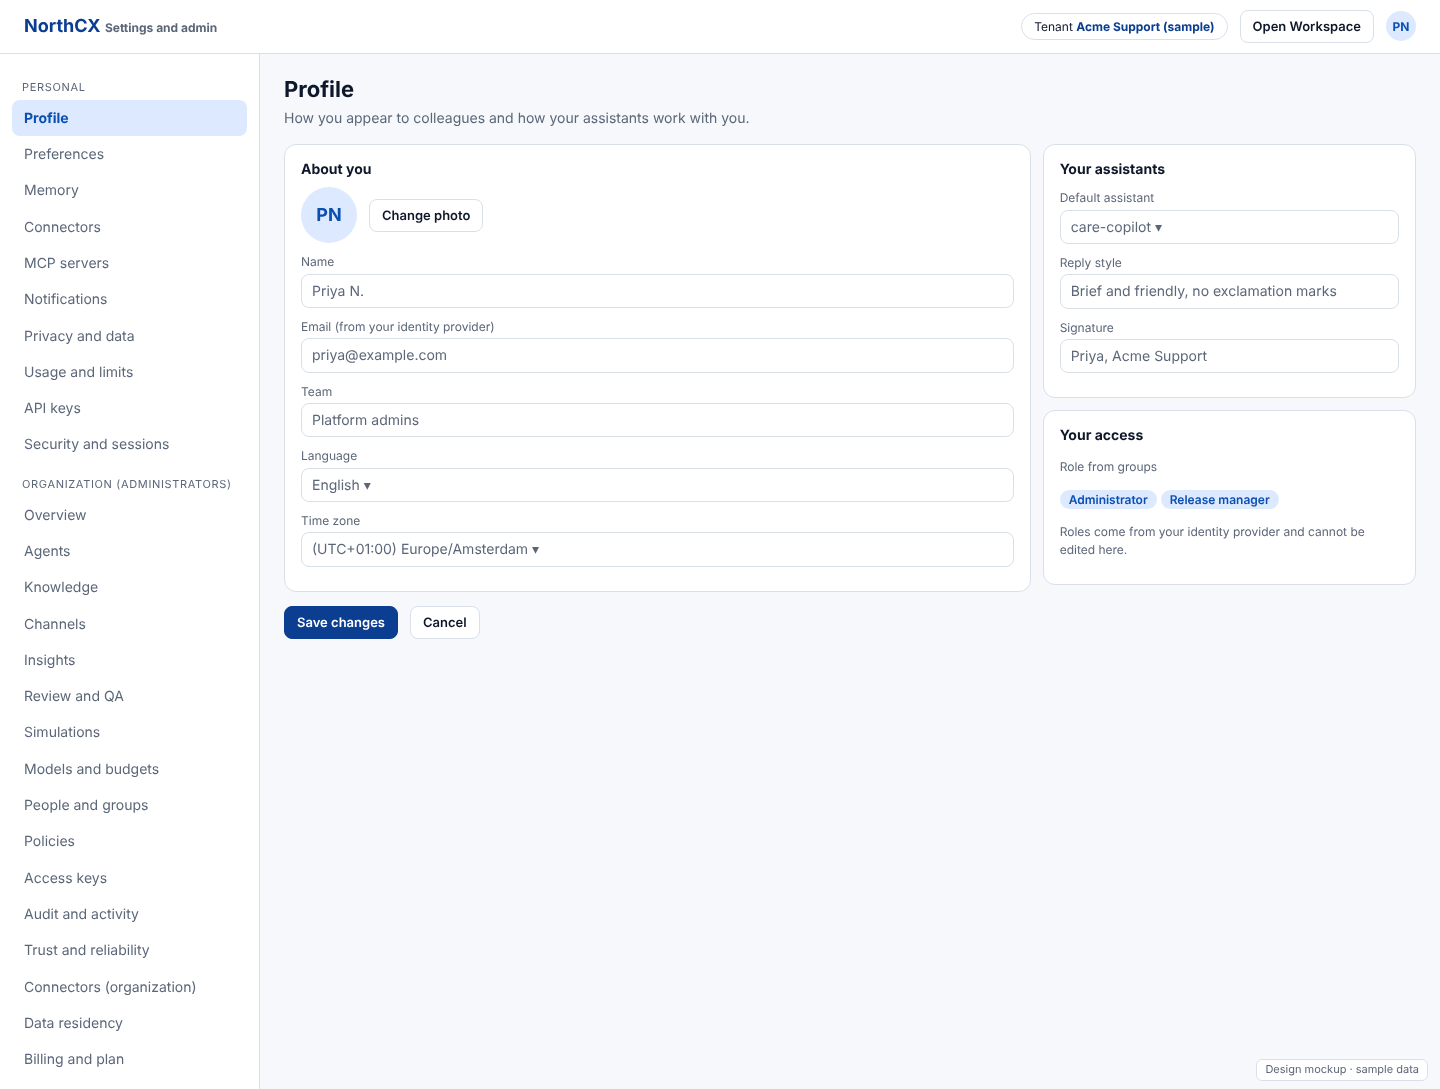 NorthCX Settings and admin
Tenant Acme Support (sample)
Open Workspace
PN
PERSONAL
Profile
Preferences
Memory
Connectors
MCP servers
Notifications
Privacy and data
Usage and limits
API keys
Security and sessions
ORGANIZATION (ADMINISTRATORS)
Overview
Agents
Knowledge
Channels
Insights
Review and QA
Simulations
Models and budgets
People and groups
Policies
Access keys
Audit and activity
Trust and reliability
Connectors (organization)
Data residency
Billing and plan
Profile
How you appear to colleagues and how your assistants work with you.
About you
PN
Change photo
Name
Priya N.
Email (from your identity provider)
priya@example.com
Team
Platform admins
Language
English ▾
Time zone
(UTC+01:00) Europe/Amsterdam ▾
Save changes
Cancel
Your assistants
Default assistant
care-copilot ▾
Reply style
Brief and friendly, no exclamation marks
Signature
Priya, Acme Support
Your access
Role from groups
Administrator
Release manager
Roles come from your identity provider and cannot be
edited here.
Design mockup · sample data